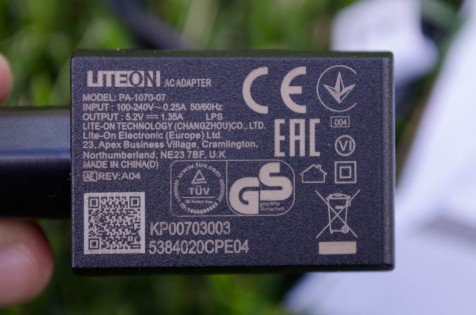 LITEON AC ADAPTER
MODEL: PA-1070-07
INPUT : 100-240V~ 0.25A 50/60Hz
OUTPUT : 5.2V ⎓ 1.35A LPS
LITE-ON TECHNOLOGY (CHANGZHOU)CO., LTD.
Lite-On Electronic (Europe) Ltd.
23, Apex Business Village, Cramlington,
Northumberland, NE23 7BF, U.K
MADE IN CHINA(D)
AE REV: A04
CE
004
EAC
VI
TÜV
GS
KP00703003
5384020CPE04